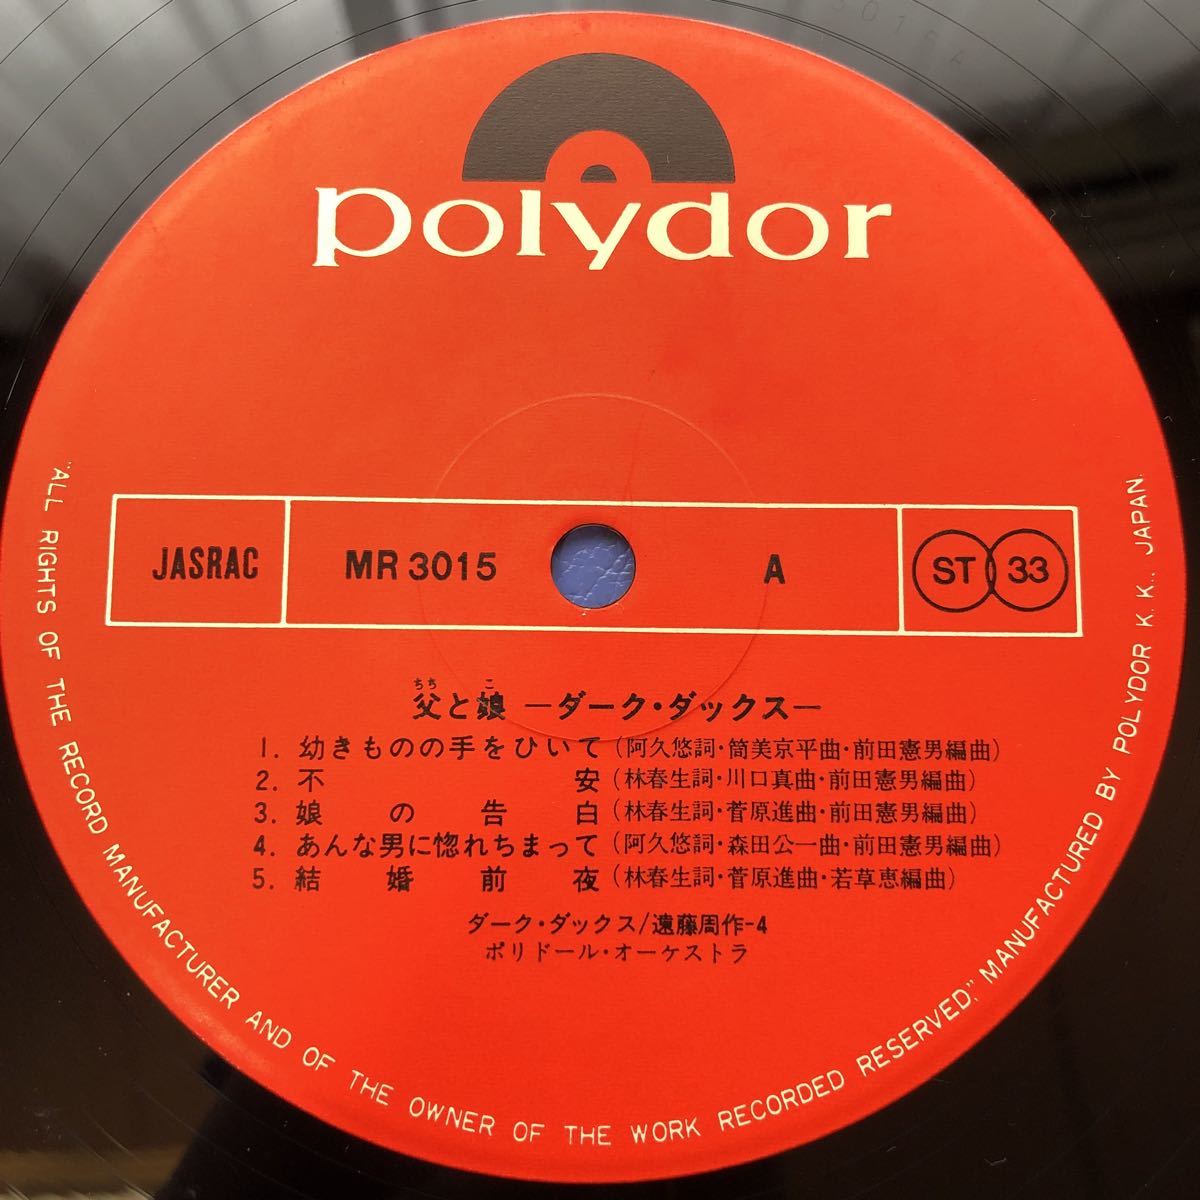 polydor
JASRAC
MR 3015
A
ST 33
ちち こ
父と娘 —ダーク・ダックス—
1. 幼きものの手をひいて (阿久悠詞・筒美京平曲・前田憲男編曲)
2. 不安 (林春生詞・川口真曲・前田憲男編曲)
3. 娘の告白 (林春生詞・菅原進曲・前田憲男編曲)
4. あんな男に惚れちまって (阿久悠詞・森田公一曲・前田憲男編曲)
5. 結婚前夜 (林春生詞・菅原進曲・若草恵編曲)
ダーク・ダックス/遠藤周作-4
ポリドール・オーケストラ
"ALL RIGHTS OF THE RECORD MANUFACTURER AND OF THE OWNER OF THE WORK RECORDED RESERVED," MANUFACTURED BY POLYDOR K. K., JAPAN